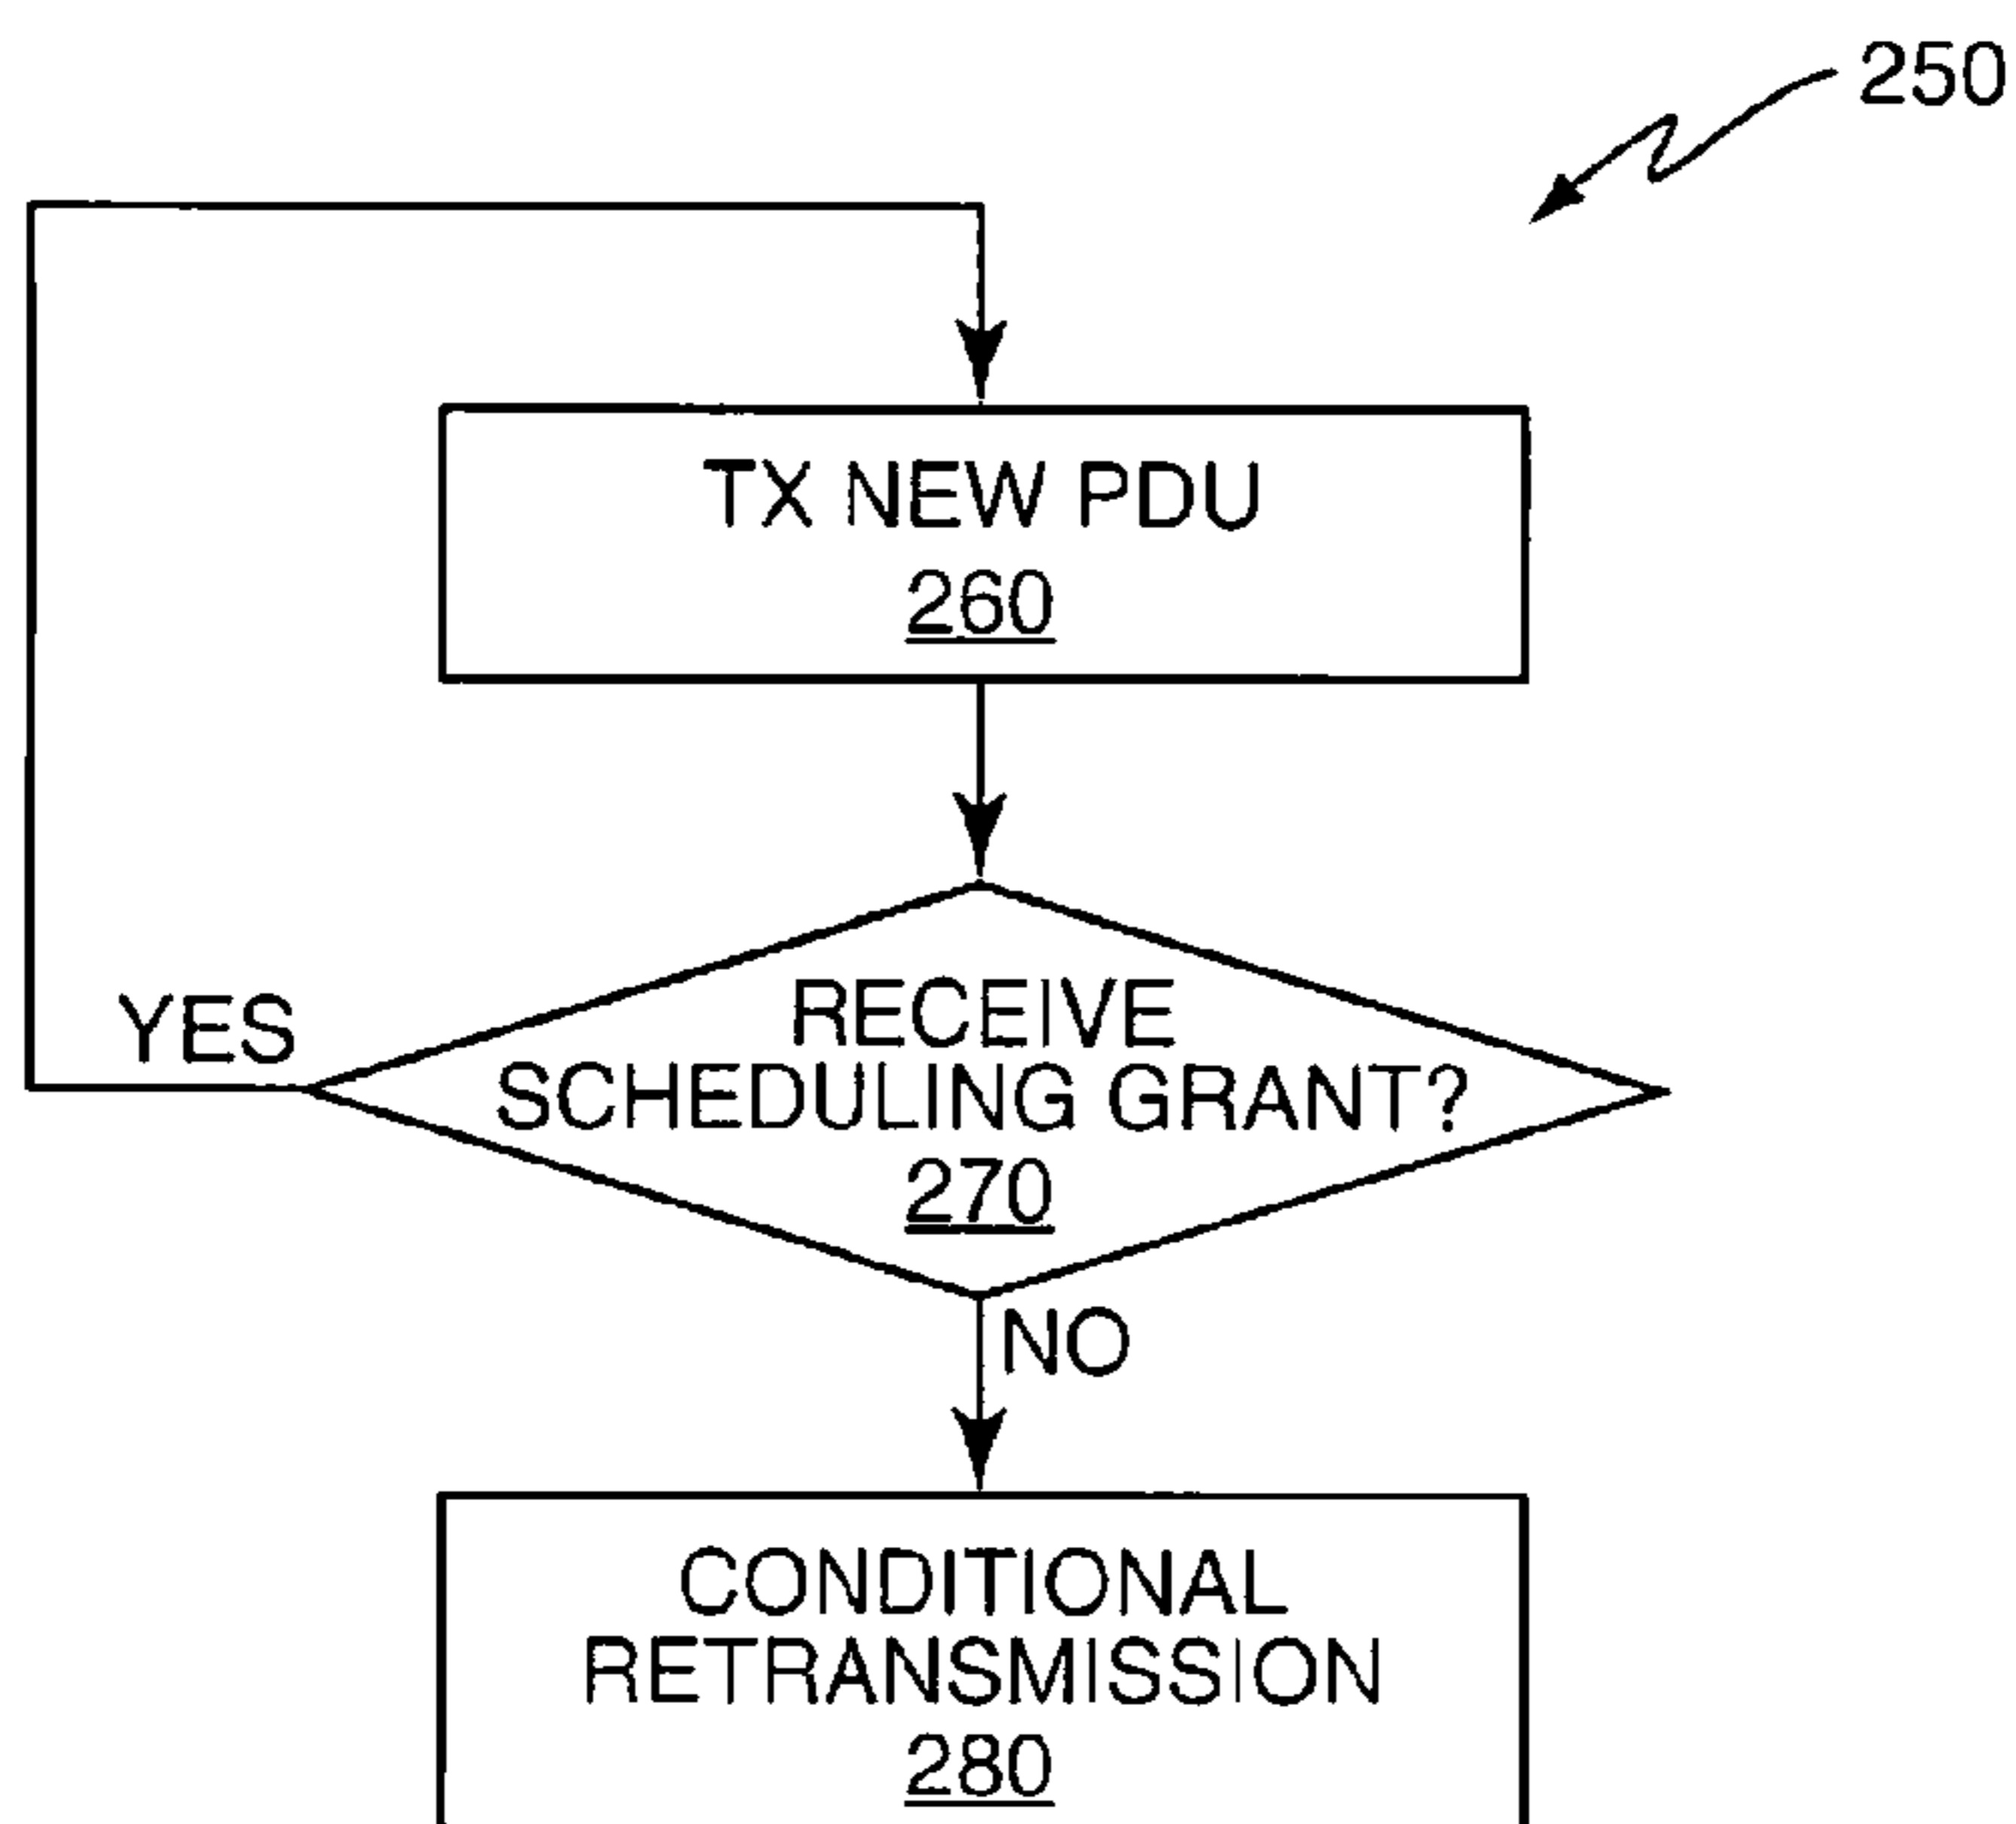 250
TX NEW PDU
260
RECEIVE
SCHEDULING GRANT?
270
YES
NO
CONDITIONAL
RETRANSMISSION
280